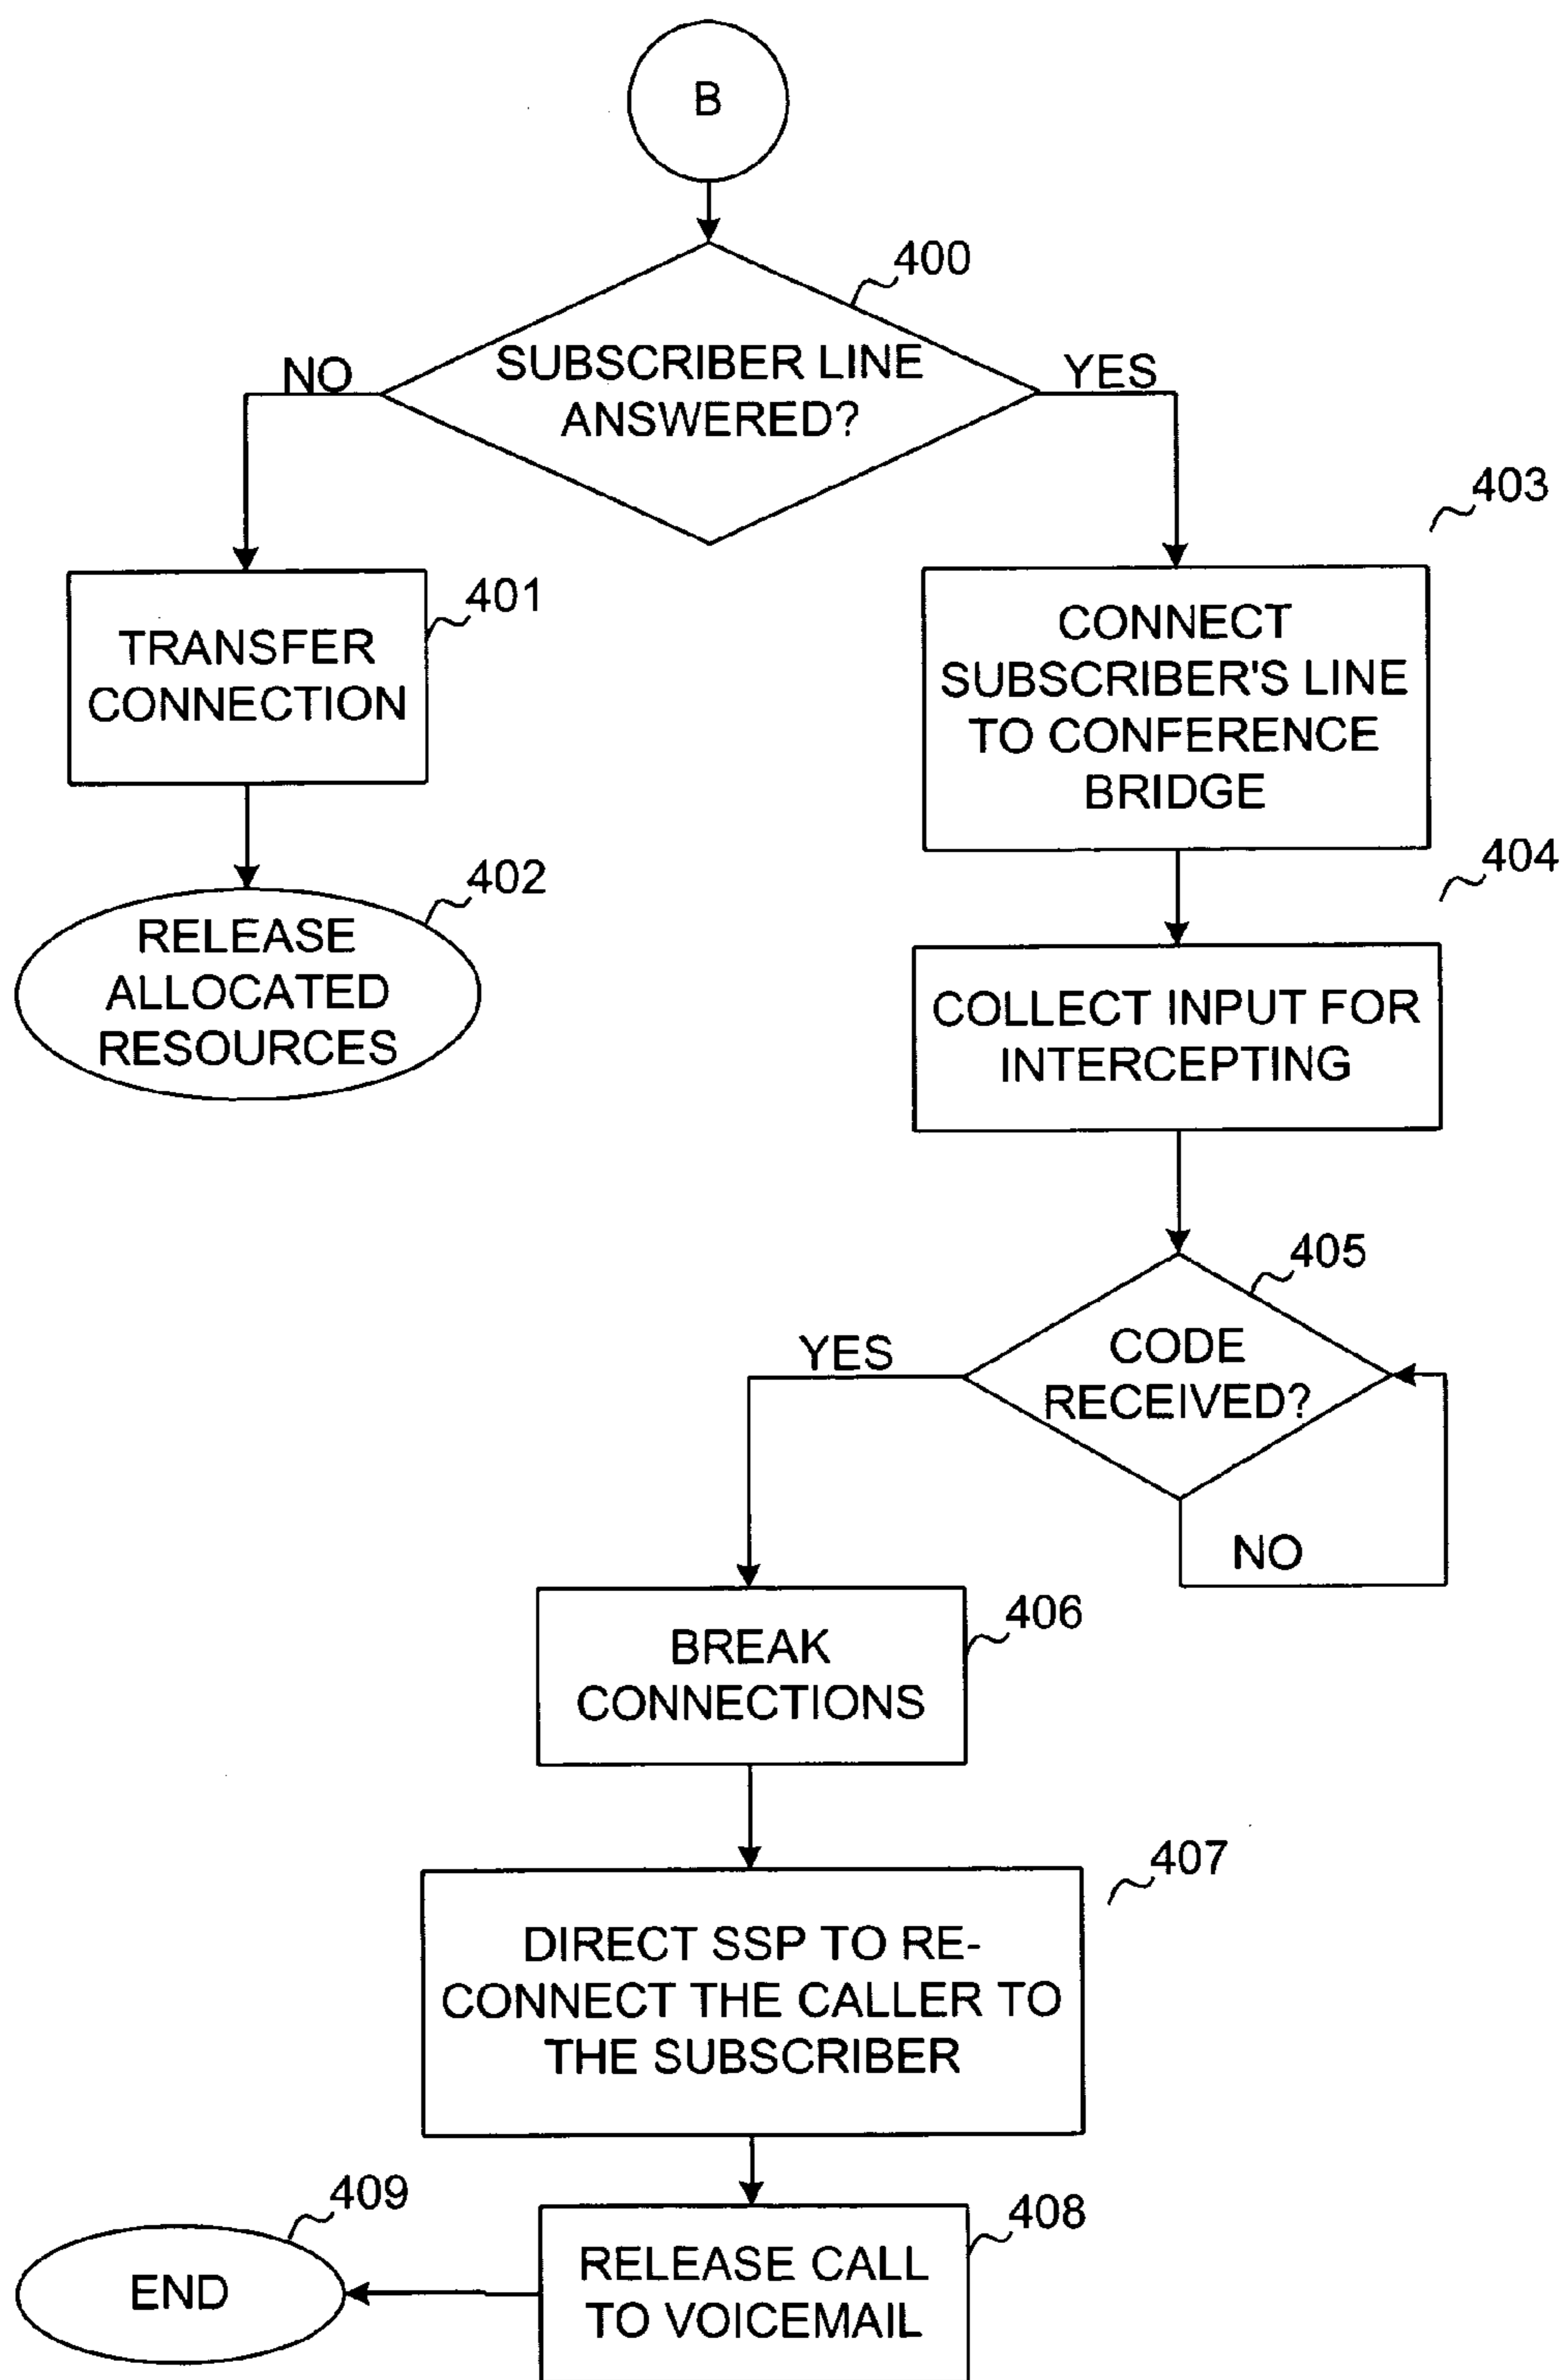 B
400
SUBSCRIBER LINE
ANSWERED?
NO
YES
401
TRANSFER
CONNECTION
402
RELEASE
ALLOCATED
RESOURCES
403
CONNECT
SUBSCRIBER'S LINE
TO CONFERENCE
BRIDGE
404
COLLECT INPUT FOR
INTERCEPTING
405
CODE
RECEIVED?
YES
NO
406
BREAK
CONNECTIONS
407
DIRECT SSP TO RE-
CONNECT THE CALLER TO
THE SUBSCRIBER
408
RELEASE CALL
TO VOICEMAIL
409
END